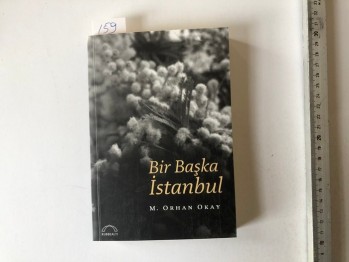 159
Bir Başka
İstanbul
M. Orhan Okay